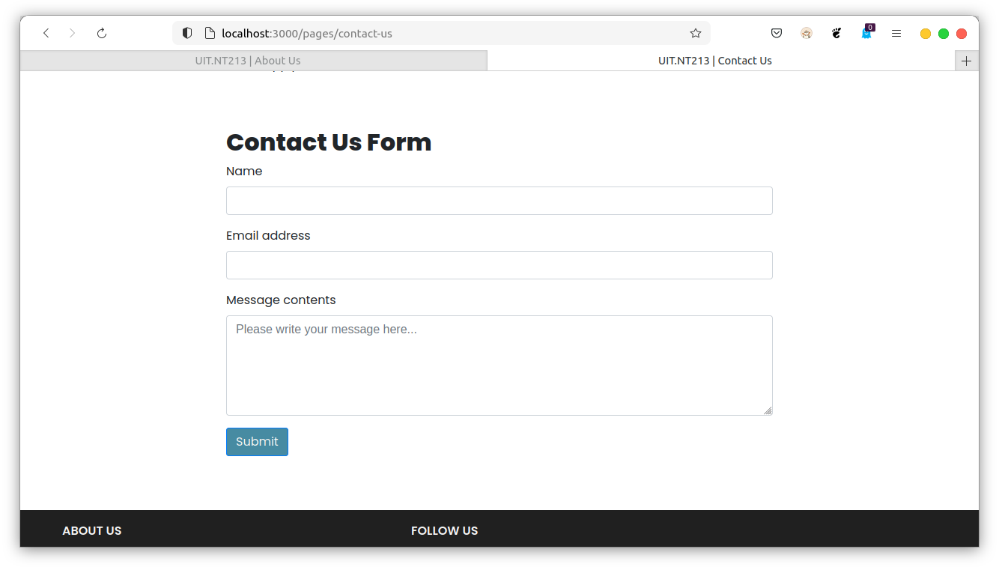 localhost:3000/pages/contact-us
0
UIT.NT213 | About Us
UIT.NT213 | Contact Us
Contact Us Form
Name
Email address
Message contents
Please write your message here...
Submit
ABOUT US
FOLLOW US